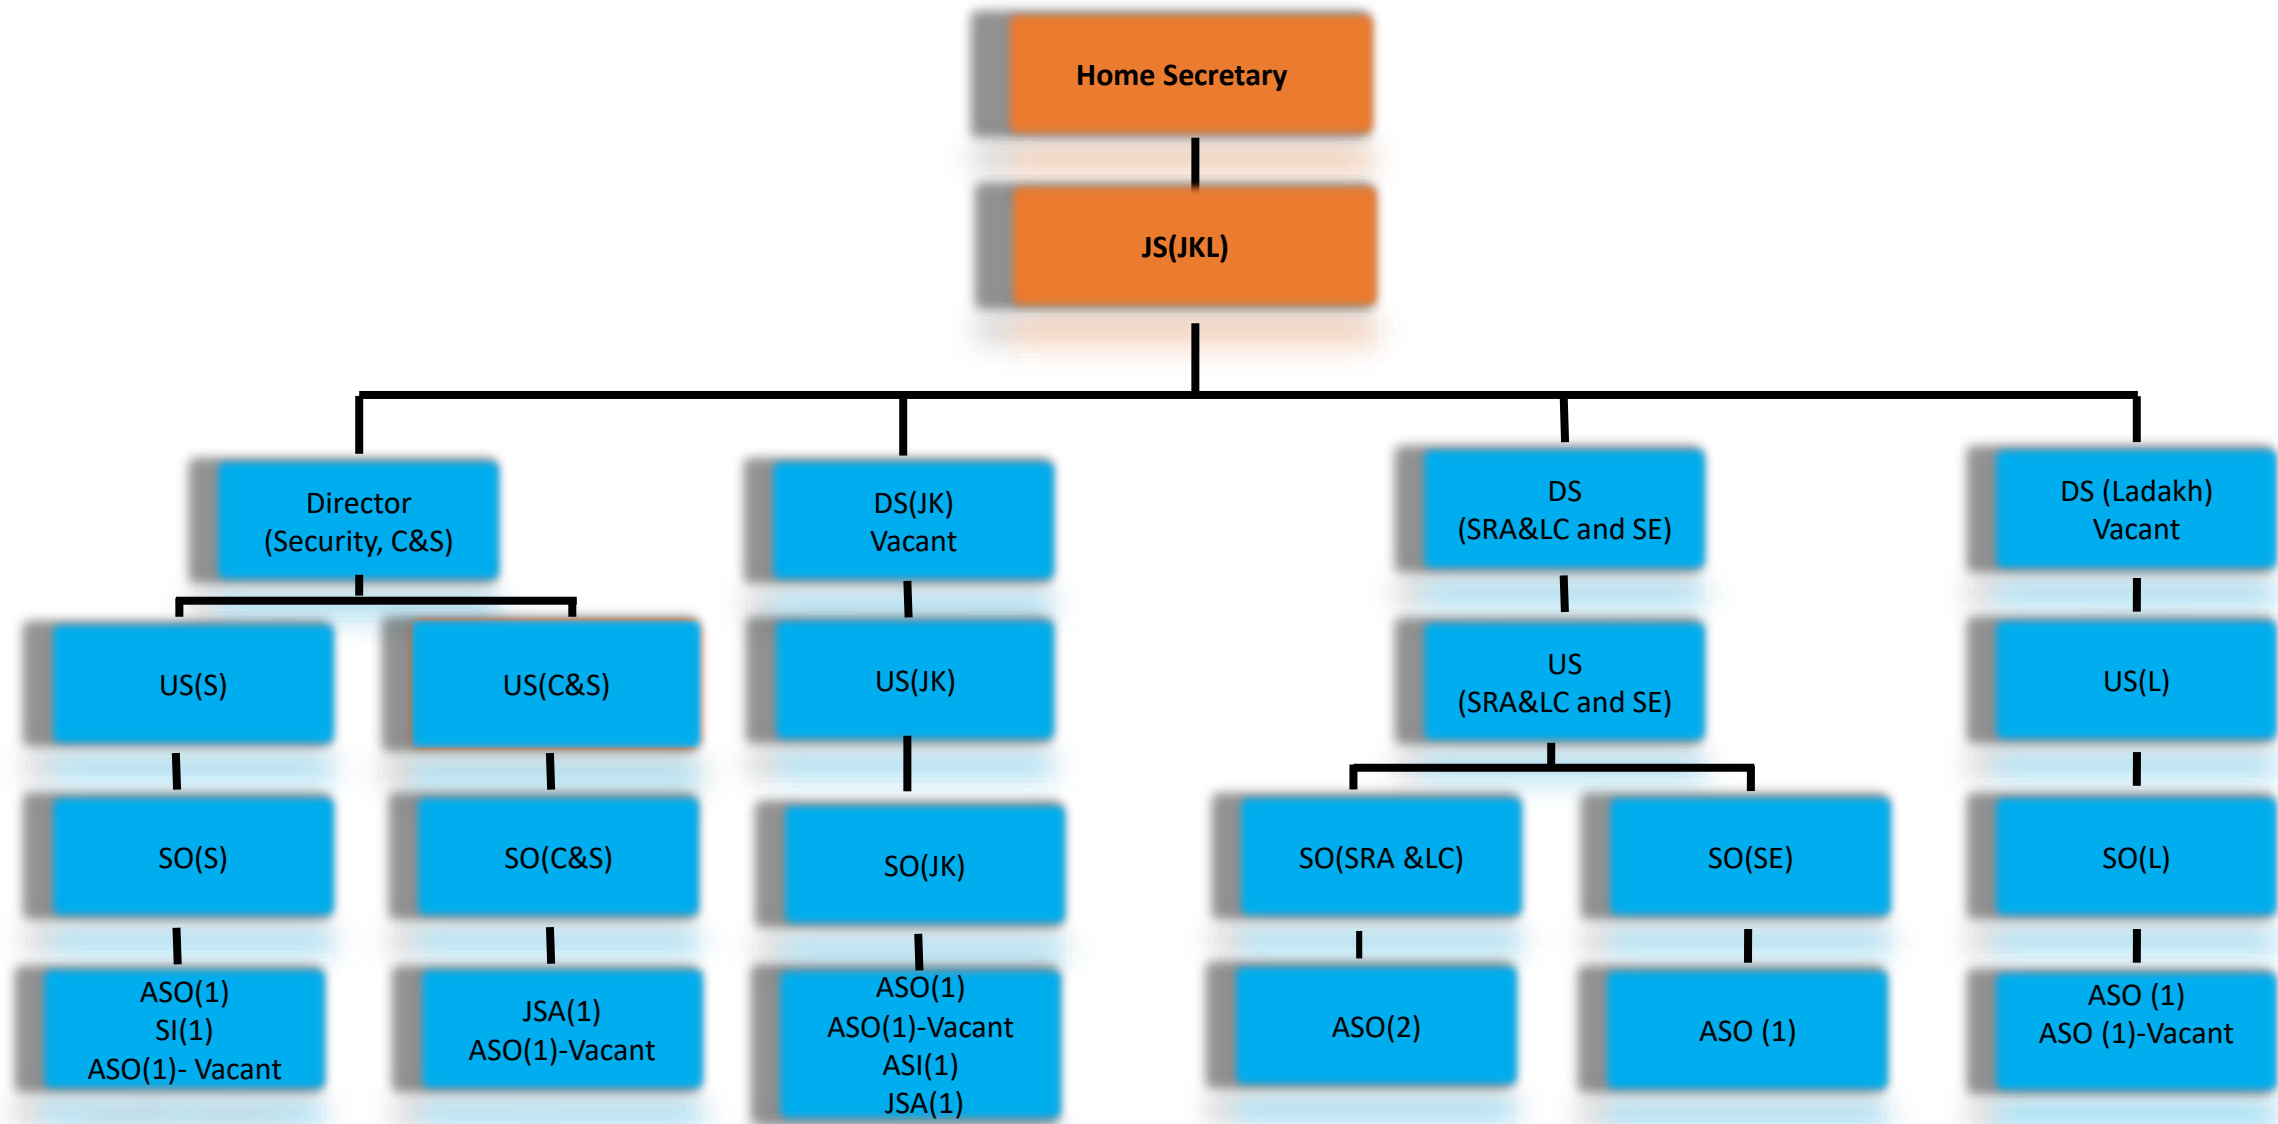 Home Secretary
JS(JKL)
Director
(Security, C&S)
DS(JK)
Vacant
DS
(SRA&LC and SE)
DS (Ladakh)
Vacant
US(S)
US(C&S)
US(JK)
US
(SRA&LC and SE)
US(L)
SO(S)
SO(C&S)
SO(JK)
SO(SRA &LC)
SO(SE)
SO(L)
ASO(1)
SI(1)
ASO(1)- Vacant
JSA(1)
ASO(1)-Vacant
ASO(1)
ASO(1)-Vacant
ASI(1)
JSA(1)
ASO(2)
ASO (1)
ASO (1)
ASO (1)-Vacant